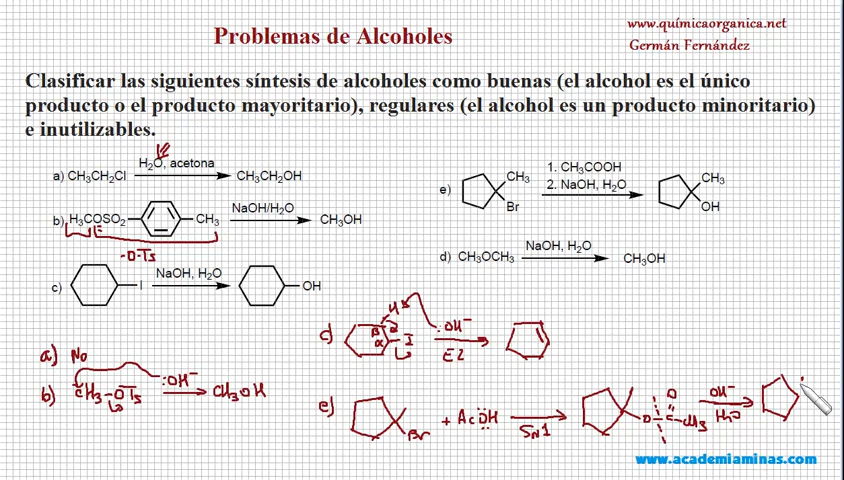 www.químicaorganica.net
Problemas de Alcoholes
Germán Fernández
Clasificar las siguientes síntesis de alcoholes como buenas (el alcohol es el único
producto o el producto mayoritario), regulares (el alcohol es un producto minoritario)
e inutilizables.
a) CH3CH2Cl H2O, acetona CH3CH2OH
b) H3COSO2 CH3 NaOH/H2O CH3OH
-O-Ts
c) I NaOH, H2O OH
e) CH3 Br 1. CH3COOH 2. NaOH, H2O CH3 OH
d) CH3OCH3 NaOH, H2O CH3OH
a) No
b) CH3-OTs :OH- CH3OH
c) H β α I :OH- E2
e) Br + AcOH SN1 O C O CH3 OH- H2O
www.academiaminas.com